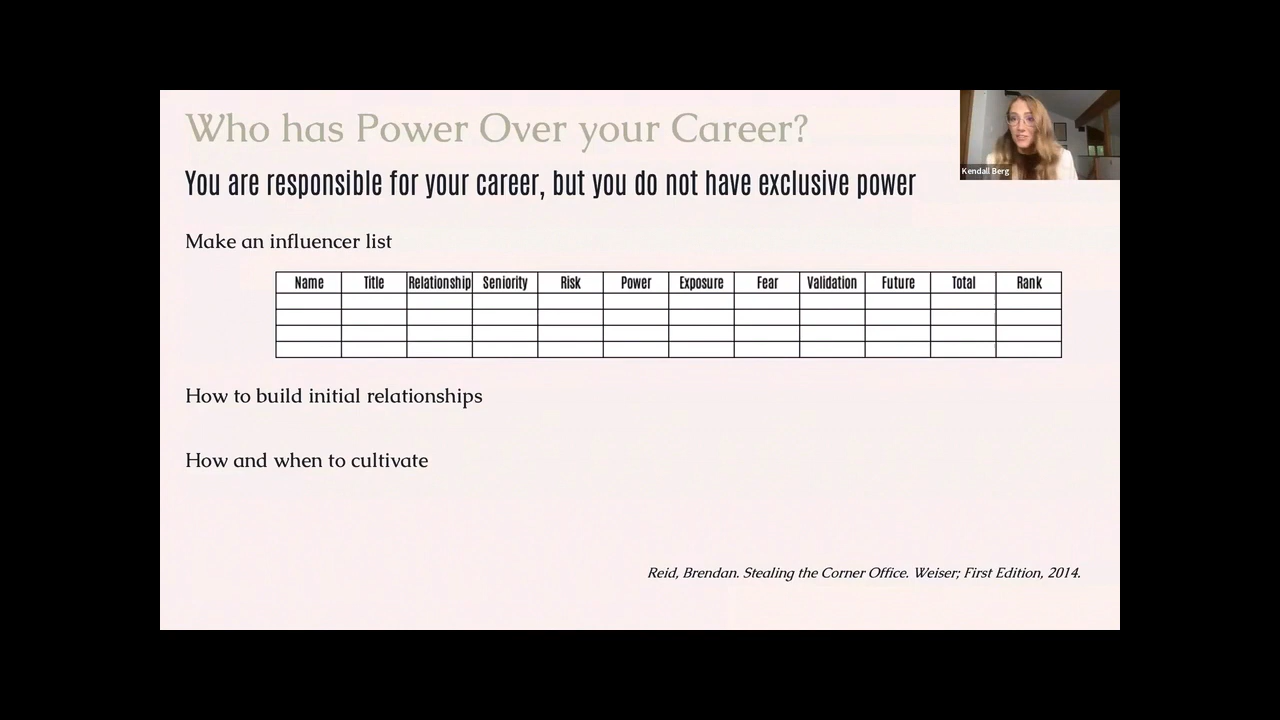 Who has Power Over your Career?
Kendall Berg
You are responsible for your career, but you do not have exclusive power
Make an influencer list
Name Title Relationship Seniority Risk Power Exposure Fear Validation Future Total Rank
How to build initial relationships
How and when to cultivate
Reid, Brendan. Stealing the Corner Office. Weiser; First Edition, 2014.